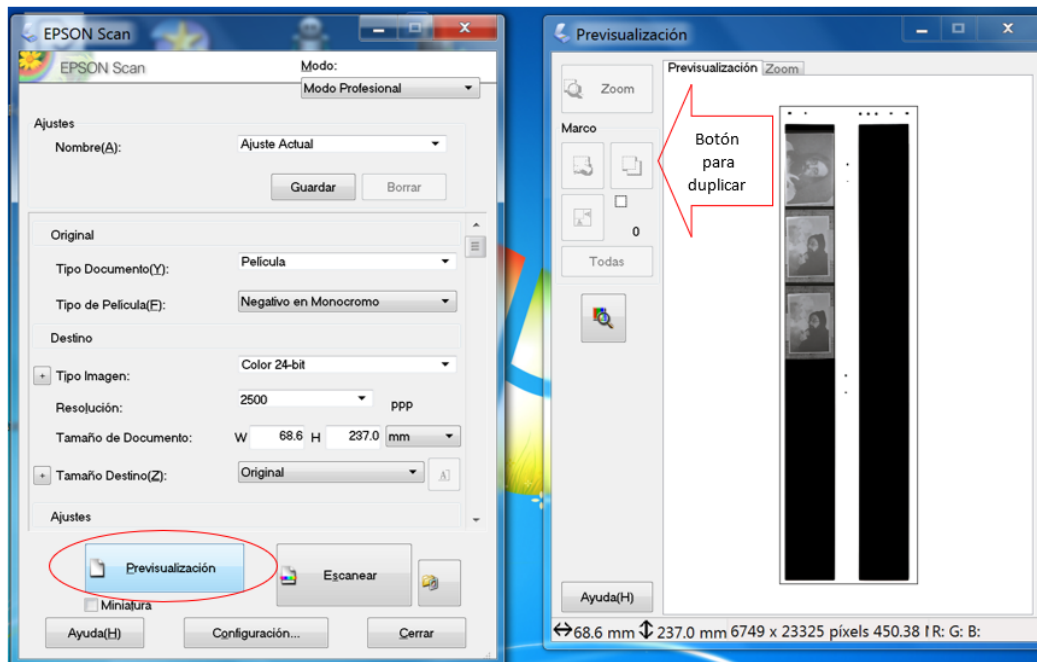 EPSON Scan
EPSON Scan
Modo:
Modo Profesional
Ajustes
Nombre(A):
Ajuste Actual
Guardar
Borrar
Original
Tipo Documento(Y):
Película
Tipo de Película(F):
Negativo en Monocromo
Destino
Tipo Imagen:
Color 24-bit
Resolución:
2500
PPP
Tamaño de Documento:
W 68.6 H 237.0 mm
Tamaño Destino(Z):
Original
Ajustes
Previsualización
Escanear
Miniatura
Ayuda(H)
Configuración...
Cerrar
Previsualización
Previsualización
Zoom
Zoom
Marco
0
Todas
Botón
para
duplicar
Ayuda(H)
68.6 mm 237.0 mm 6749 x 23325 píxels 450.38 R: G: B: